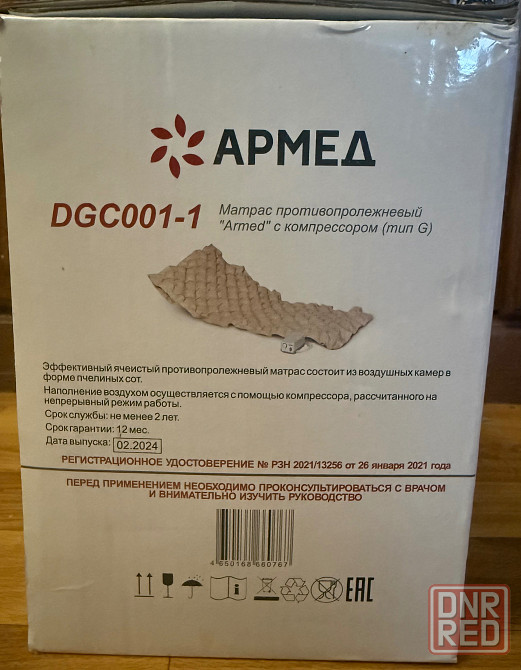 АРМЕД
DGC001-1
Матрас противопролежневый
"Armed" с компрессором (тип G)
Эффективный ячеистый противопролежневый матрас состоит из воздушных камер в
форме пчелиных сот.
Наполнение воздухом осуществляется с помощью компрессора, рассчитанного на
непрерывный режим работы.
Срок службы: не менее 2 лет.
Срок гарантии: 12 мес.
Дата выпуска: 02.2024
РЕГИСТРАЦИОННОЕ УДОСТОВЕРЕНИЕ № РЗН 2021/13256 от 26 января 2021 года
ПЕРЕД ПРИМЕНЕНИЕМ НЕОБХОДИМО ПРОКОНСУЛЬТИРОВАТЬСЯ С ВРАЧОМ
И ВНИМАТЕЛЬНО ИЗУЧИТЬ РУКОВОДСТВО
4 650168 660767
EAC
DNR
RED